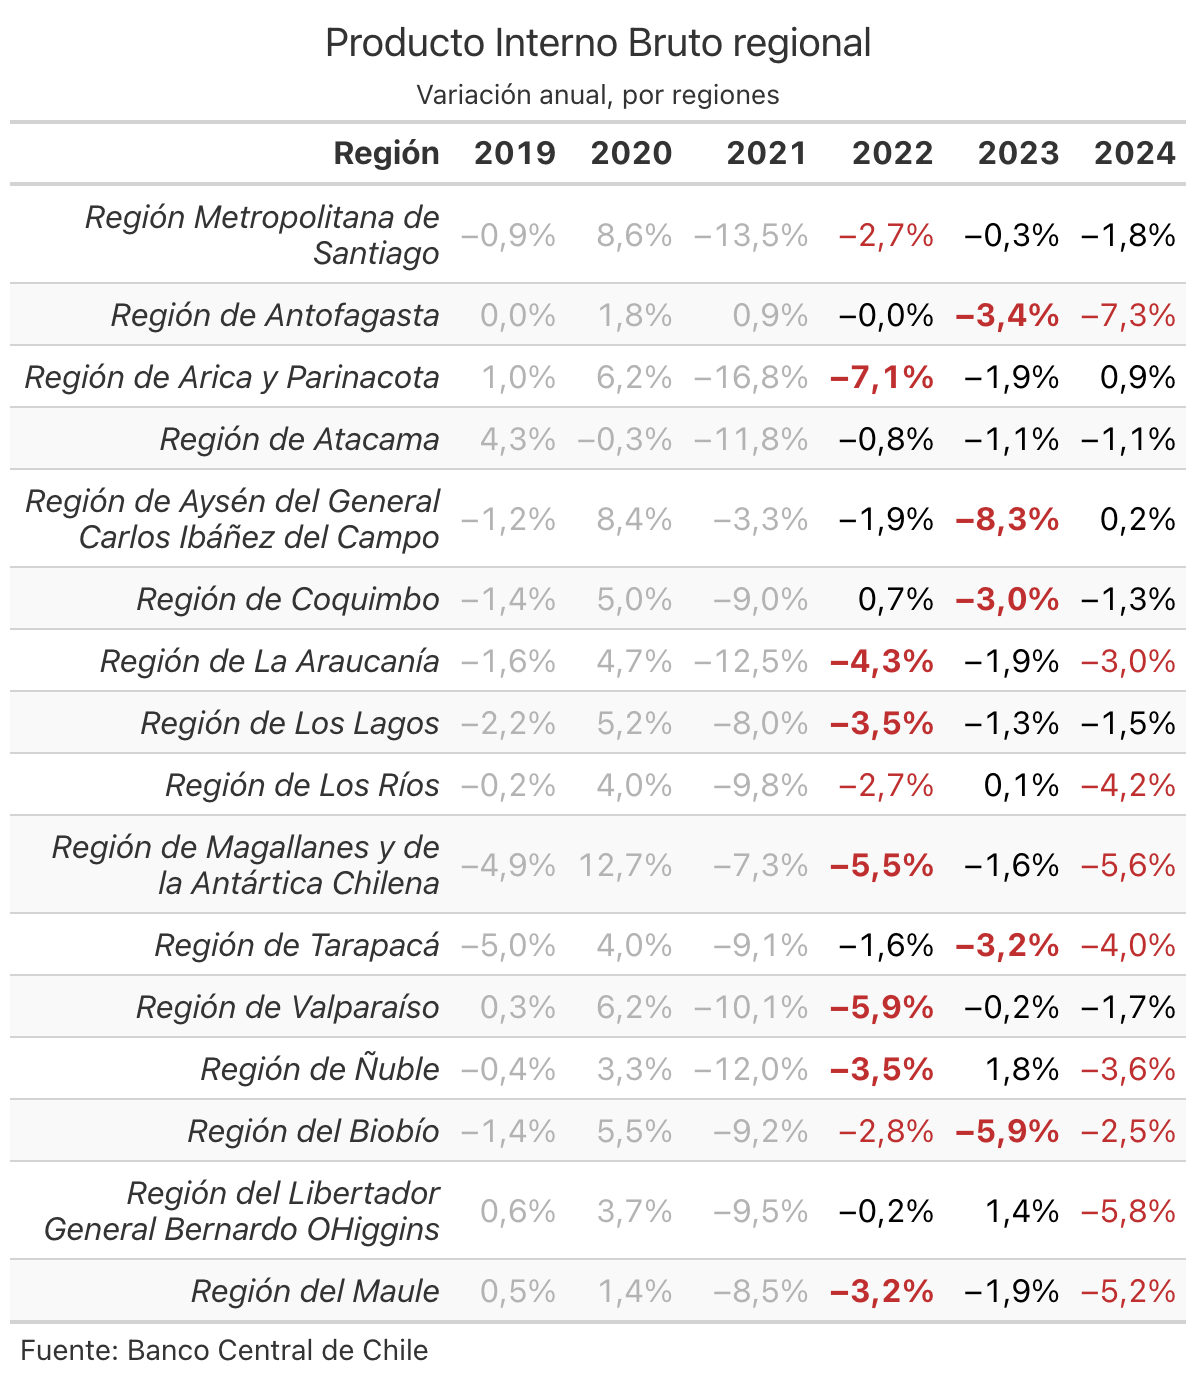 Producto Interno Bruto regional
Variación anual, por regiones
Región 2019 2020 2021 2022 2023 2024
Región Metropolitana de
Santiago
−0,9% 8,6% −13,5% −2,7% −0,3% −1,8%
Región de Antofagasta 0,0% 1,8% 0,9% −0,0% −3,4% −7,3%
Región de Arica y Parinacota 1,0% 6,2% −16,8% −7,1% −1,9% 0,9%
Región de Atacama 4,3% −0,3% −11,8% −0,8% −1,1% −1,1%
Región de Aysén del General
Carlos Ibáñez del Campo
−1,2% 8,4% −3,3% −1,9% −8,3% 0,2%
Región de Coquimbo −1,4% 5,0% −9,0% 0,7% −3,0% −1,3%
Región de La Araucanía −1,6% 4,7% −12,5% −4,3% −1,9% −3,0%
Región de Los Lagos −2,2% 5,2% −8,0% −3,5% −1,3% −1,5%
Región de Los Ríos −0,2% 4,0% −9,8% −2,7% 0,1% −4,2%
Región de Magallanes y de
la Antártica Chilena
−4,9% 12,7% −7,3% −5,5% −1,6% −5,6%
Región de Tarapacá −5,0% 4,0% −9,1% −1,6% −3,2% −4,0%
Región de Valparaíso 0,3% 6,2% −10,1% −5,9% −0,2% −1,7%
Región de Ñuble −0,4% 3,3% −12,0% −3,5% 1,8% −3,6%
Región del Biobío −1,4% 5,5% −9,2% −2,8% −5,9% −2,5%
Región del Libertador
General Bernardo OHiggins
0,6% 3,7% −9,5% −0,2% 1,4% −5,8%
Región del Maule 0,5% 1,4% −8,5% −3,2% −1,9% −5,2%
Fuente: Banco Central de Chile